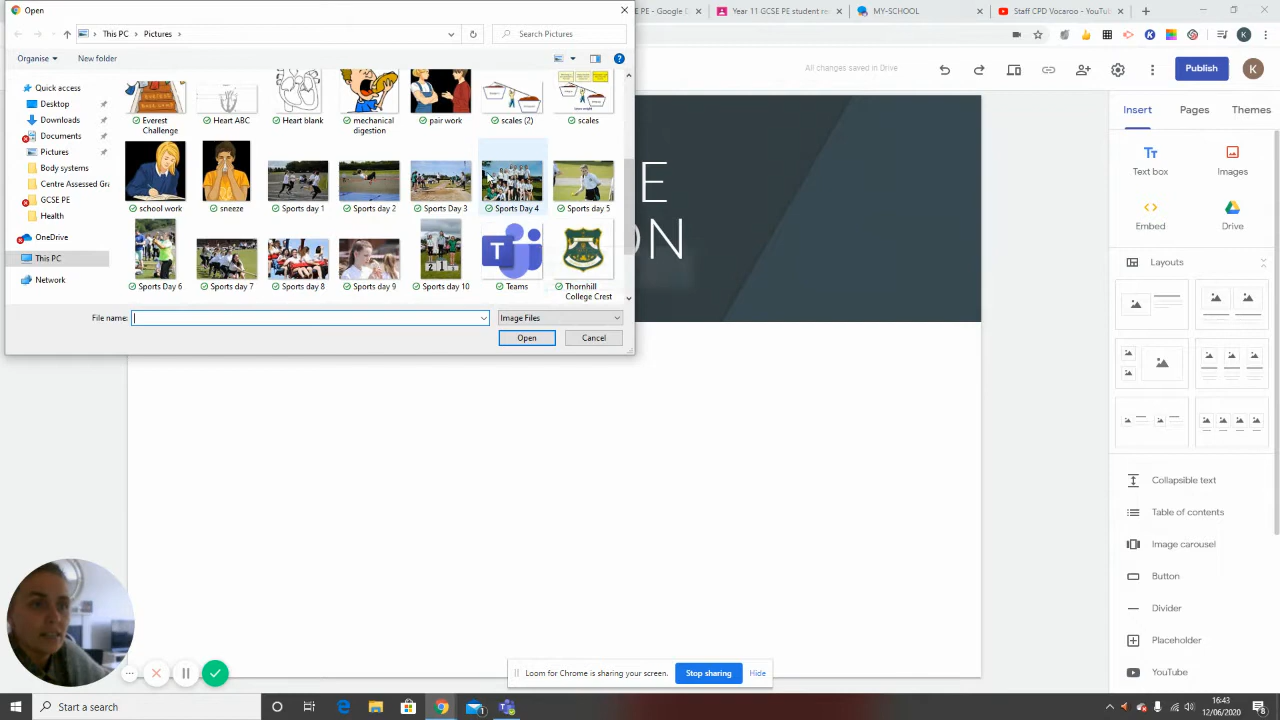 Open
PE - Google D
Year 11 GCSE PE student re
MY-SCHOOL
Staff CPD Vocaroo - YouTub
This PC
Pictures
Search Pictures
Organise
New folder
All changes saved in Drive
Publish
K
Quick access
Desktop
Downloads
Documents
Pictures
Body systems
Centre Assessed Gra
GCSE PE
Health
OneDrive
This PC
Network
Everest Challenge
Heart ABC
Heart blank
mechanical digestion
pair work
scales (2)
scales
school work
sneeze
Sports day 1
Sports day 2
Sports Day 3
Sports Day 4
Sports day 5
Sports Day 6
Sports day 7
Sports day 8
Sports day 9
Sports day 10
Teams
Thornhill College Crest
File name:
Image Files
Open
Cancel
E
ON
Insert
Pages
Themes
Text box
Images
Embed
Drive
Layouts
Collapsible text
Table of contents
Image carousel
Button
Divider
Placeholder
YouTube
Loom for Chrome is sharing your screen.
Stop sharing
Hide
Start a search
16:43
12/06/2020